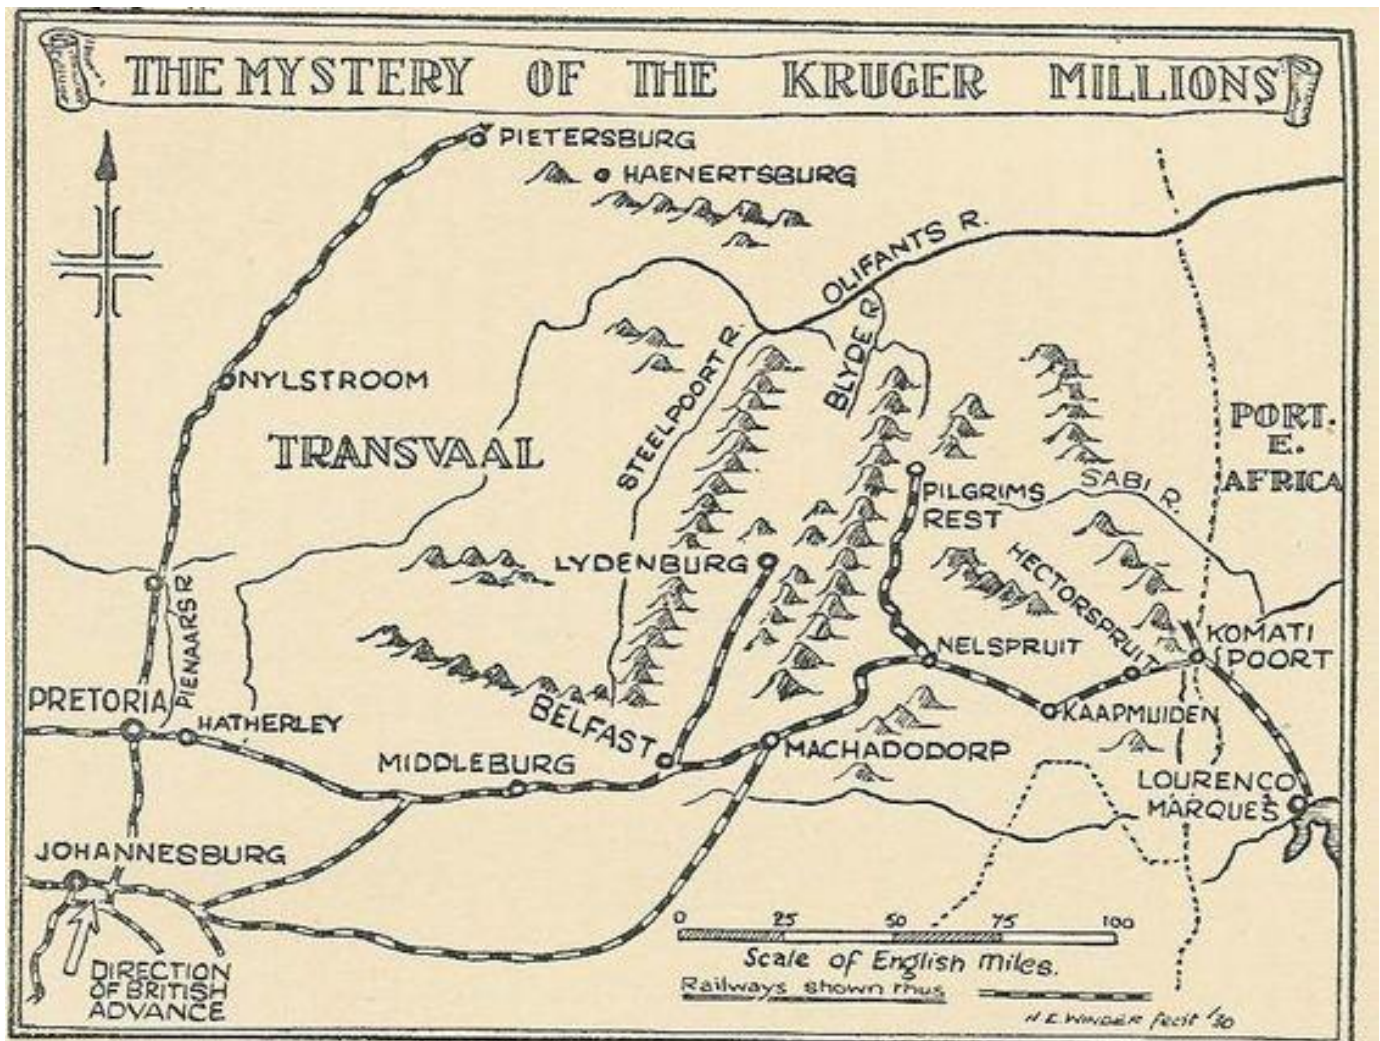 THE MYSTERY OF THE KRUGER MILLIONS
PIETERSBURG
HAENERTSBURG
OLIFANTS R.
NYLSTROOM
STEELPOORT R.
BLYDE R
TRANSVAAL
PORT.
E.
AFRICA
SABI R.
PILGRIMS
REST
LYDENBURG
HECTORSPRUIT
PIENAARS R
NELSPRUIT
KOMATI
POORT
PRETORIA
HATHERLEY
BELFAST
KAAPMUIDEN
MIDDLEBURG
MACHADODORP
LOURENÇO
MARQUÈS
JOHANNESBURG
0 25 50 75 100
Scale of English Miles.
DIRECTION
OF BRITISH
ADVANCE
Railways shown thus
N.E. WINDER fecit '30